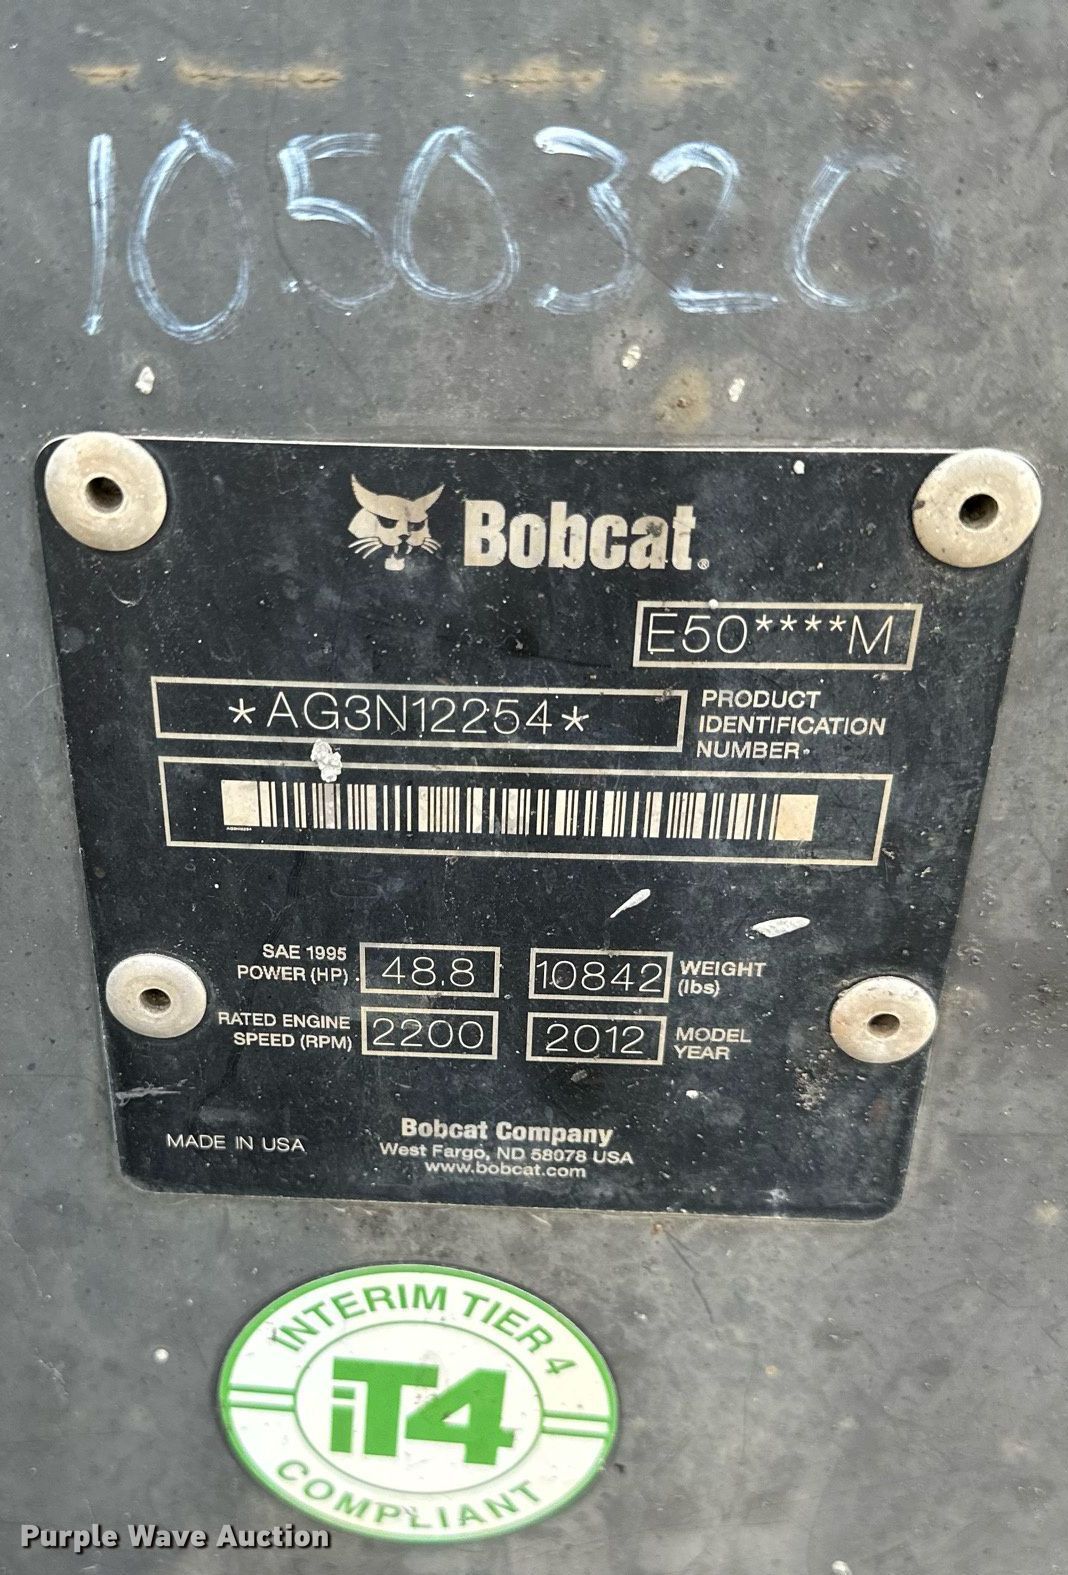 1050320
Bobcat®
E50****M
*AG3N12254*
PRODUCT
IDENTIFICATION
NUMBER
SAE 1995
POWER (HP)
48.8
10842
WEIGHT
(lbs)
RATED ENGINE
SPEED (RPM)
2200
2012
MODEL
YEAR
MADE IN USA
Bobcat Company
West Fargo, ND 58078 USA
www.bobcat.com
INTERIM TIER 4
iT4
COMPLIANT
Purple Wave Auction